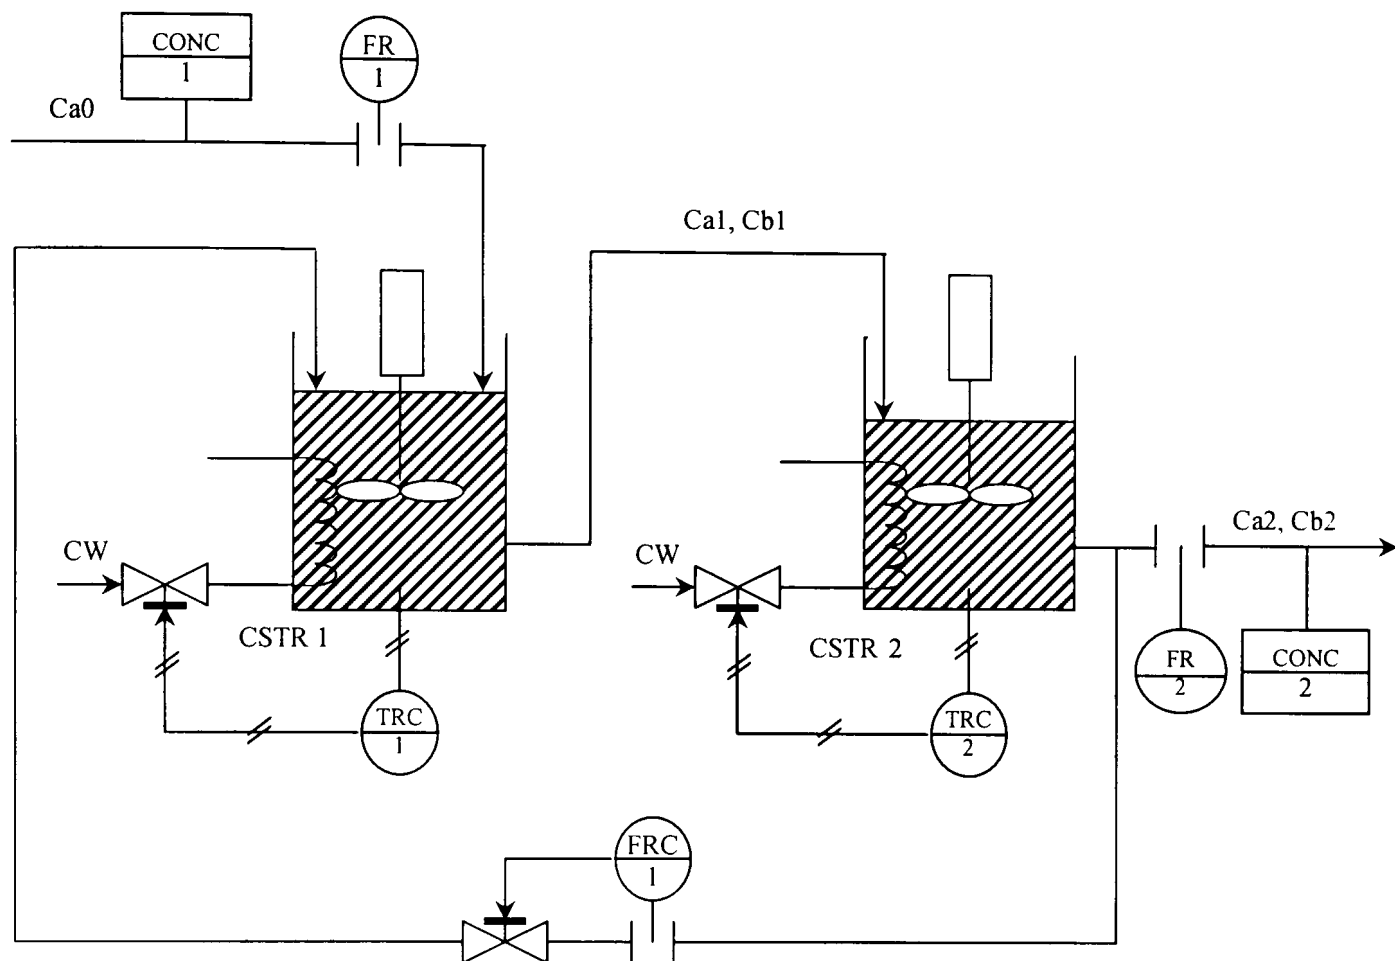 CONC
1
FR
1
Ca0
Ca1, Cb1
CW
CSTR 1
TRC
1
CW
CSTR 2
TRC
2
Ca2, Cb2
FR
2
CONC
2
FRC
1